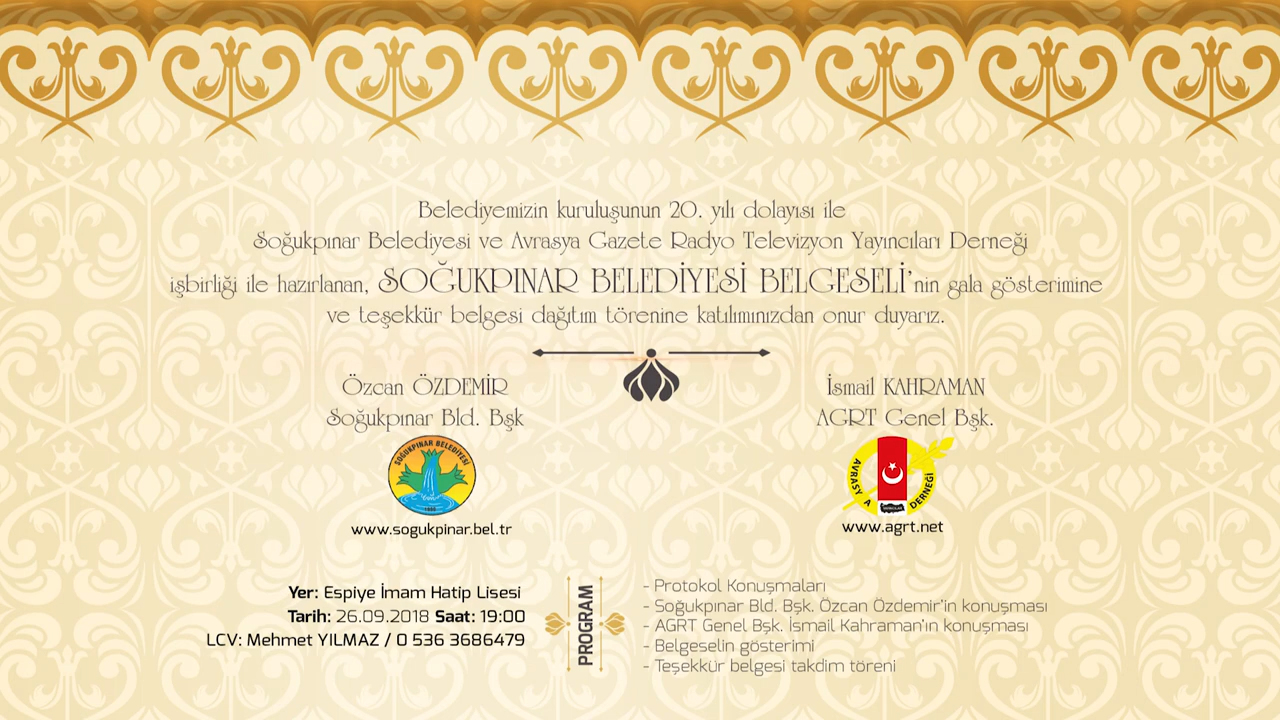 Belediyemizin kuruluşunun 20. yılı dolayısı ile
Soğukpınar Belediyesi ve Avrasya Gazete Radyo Televizyon Yayıncıları Derneği
işbirliği ile hazırlanan, SOĞUKPINAR BELEDİYESİ BELGESELİ'nin gala gösterimine
ve teşekkür belgesi dağıtım törenine katılımınızdan onur duyarız.
Özcan ÖZDEMİR
Soğukpınar Bld. Bşk
SOĞUKPINAR BELEDİYESİ
www.sogukpinar.bel.tr
İsmail KAHRAMAN
AGRT Genel Bşk.
AVRASYA
DERNEĞİ
www.agrt.net
Yer: Espiye İmam Hatip Lisesi
Tarih: 26.09.2018 Saat: 19:00
LCV: Mehmet YILMAZ / 0 536 3686479
PROGRAM
- Protokol Konuşmaları
- Soğukpınar Bld. Bşk. Özcan Özdemir'in konuşması
- AGRT Genel Bşk. İsmail Kahraman'ın konuşması
- Belgeselin gösterimi
- Teşekkür belgesi takdim töreni